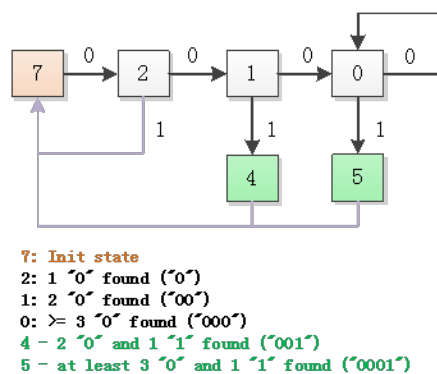 0 0 0 0
7 2 1 0
1 1 1
4 5
7: Init state
2: 1 "0" found ("0")
1: 2 "0" found ("00")
0: >= 3 "0" found ("000")
4 - 2 "0" and 1 "1" found ("001")
5 - at least 3 "0" and 1 "1" found ("0001")